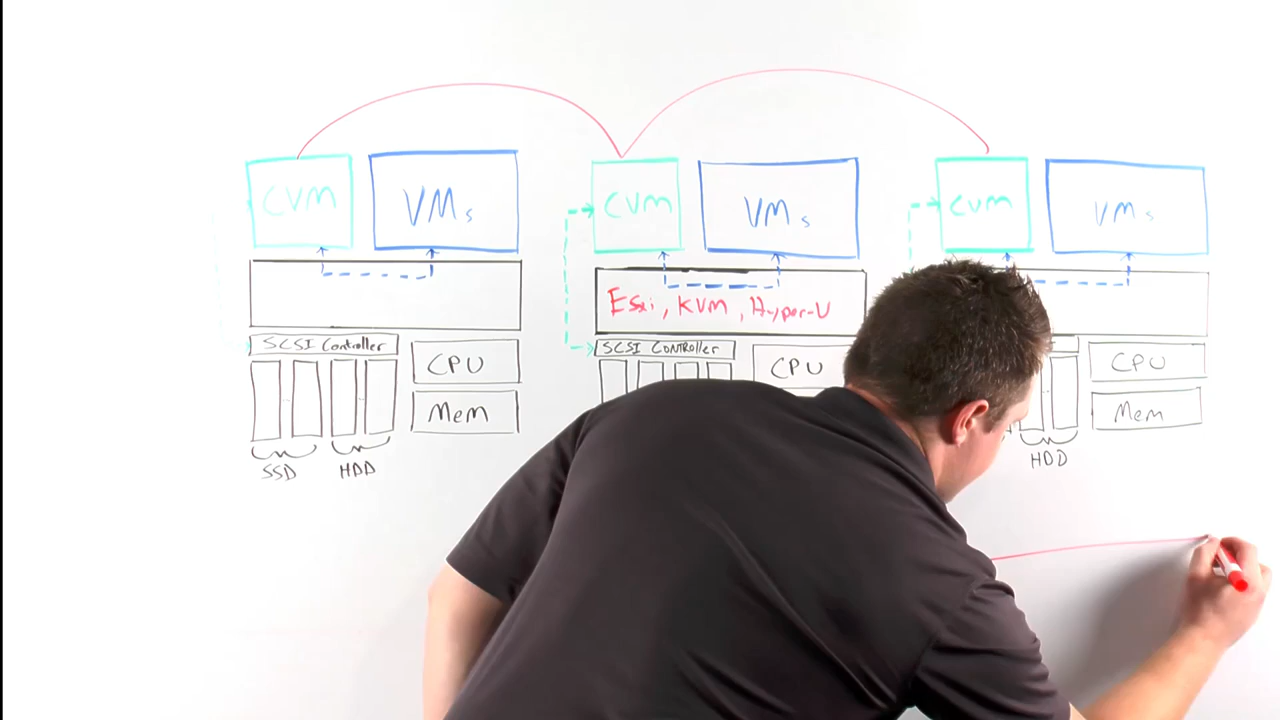 CVM
VMs
CVM
VMs
CVM
VMs
Esxi, KVM, Hyper-V
SCSI Controller
SCSI Controller
CPU
CPU
CPU
Mem
Mem
SSD
HDD
HDD